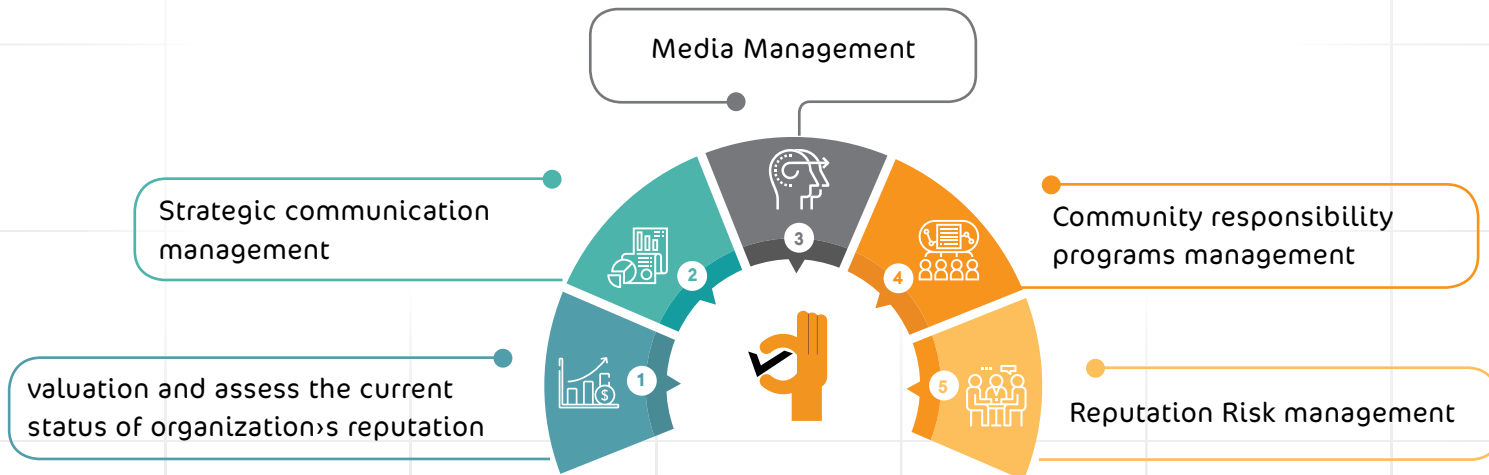 Media Management
Strategic communication
management
Community responsibility
programs management
valuation and assess the current
status of organization›s reputation
Reputation Risk management
1
2
3
4
5
$